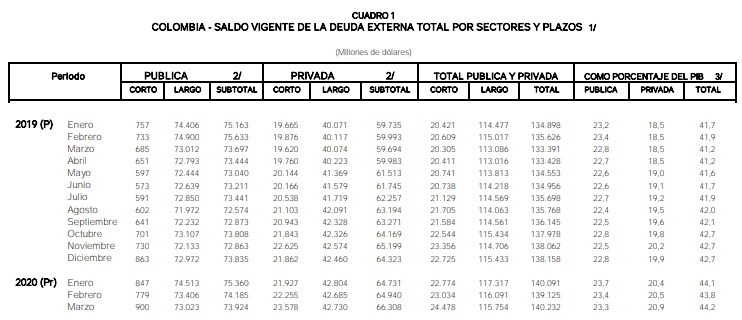 CUADRO 1
COLOMBIA - SALDO VIGENTE DE LA DEUDA EXTERNA TOTAL POR SECTORES Y PLAZOS 1/
(Millones de dólares)
Periodo PUBLICA 2/ PRIVADA 2/ TOTAL PUBLICA Y PRIVADA COMO PORCENTAJE DEL PIB 3/
CORTO LARGO SUBTOTAL CORTO LARGO SUBTOTAL CORTO LARGO TOTAL PUBLICA PRIVADA TOTAL
2019 (P) Enero 757 74.406 75.163 19.665 40.071 59.735 20.421 114.477 134.898 23,2 18,5 41,7
Febrero 733 74.900 75.633 19.876 40.117 59.993 20.609 115.017 135.626 23,4 18,5 41,9
Marzo 685 73.012 73.697 19.620 40.074 59.694 20.305 113.086 133.391 22,8 18,5 41,2
Abril 651 72.793 73.444 19.760 40.223 59.983 20.411 113.016 133.428 22,7 18,5 41,2
Mayo 597 72.444 73.040 20.144 41.369 61.513 20.741 113.813 134.553 22,6 19,0 41,6
Junio 573 72.639 73.211 20.166 41.579 61.745 20.738 114.218 134.956 22,6 19,1 41,7
Julio 591 72.850 73.441 20.538 41.719 62.257 21.129 114.569 135.698 22,7 19,2 41,9
Agosto 602 71.972 72.574 21.103 42.091 63.194 21.705 114.063 135.768 22,4 19,5 42,0
Septiembre 641 72.232 72.873 20.943 42.328 63.271 21.584 114.561 136.145 22,5 19,6 42,1
Octubre 701 73.107 73.808 21.843 42.326 64.169 22.544 115.434 137.978 22,8 19,8 42,7
Noviembre 730 72.133 72.863 22.625 42.574 65.199 23.356 114.706 138.062 22,5 20,2 42,7
Diciembre 863 72.972 73.835 21.862 42.460 64.323 22.725 115.433 138.158 22,8 19,9 42,7
2020 (Pr) Enero 847 74.513 75.360 21.927 42.804 64.731 22.774 117.317 140.091 23,7 20,4 44,1
Febrero 779 73.406 74.185 22.255 42.685 64.940 23.034 116.091 139.125 23,4 20,5 43,8
Marzo 900 73.023 73.924 23.578 42.730 66.308 24.478 115.754 140.232 23,3 20,9 44,2